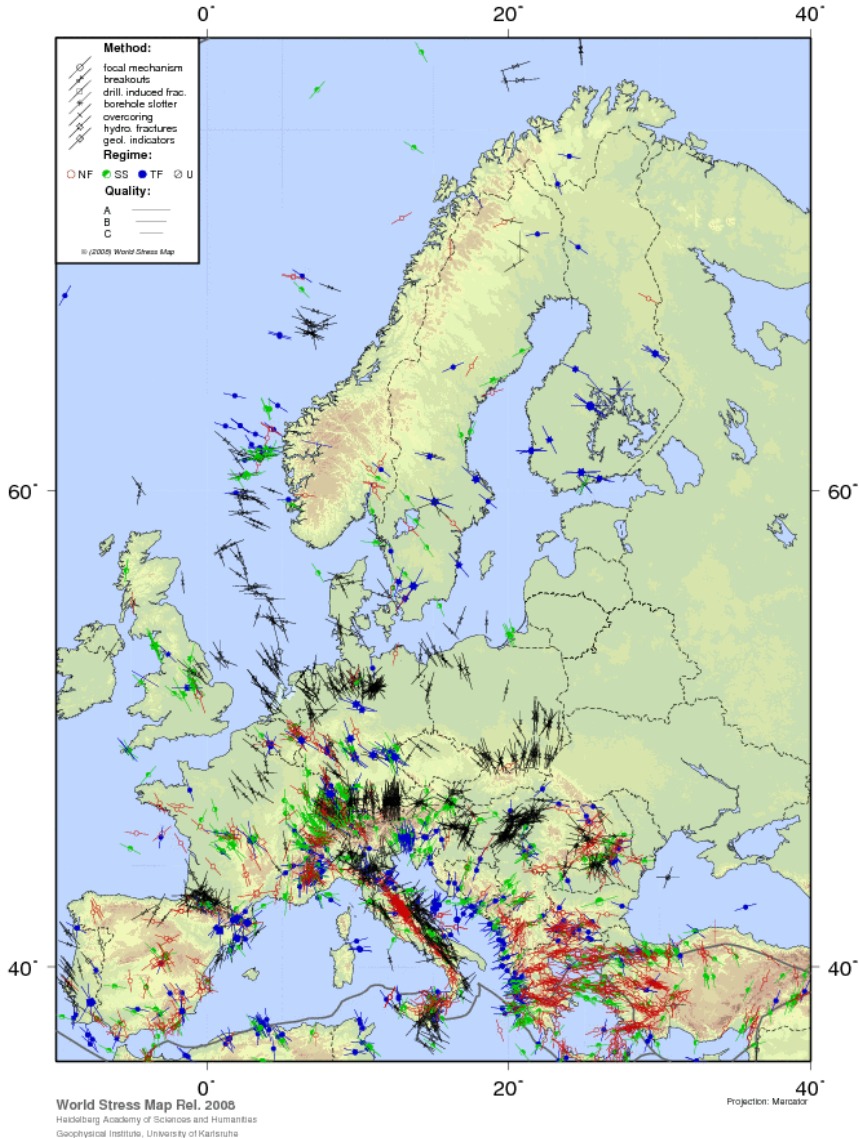 0° 20° 40°
Method:
focal mechanism
breakouts
drill. induced frac.
borehole slotter
overcoring
hydro. fractures
geol. indicators
Regime:
NF SS TF U
Quality:
A
B
C
© (2008) World Stress Map
60° 60°
40° 40°
0° 20° 40°
World Stress Map Rel. 2008
Projection: Mercator
Heidelberg Academy of Sciences and Humanities
Geophysical Institute, University of Karlsruhe